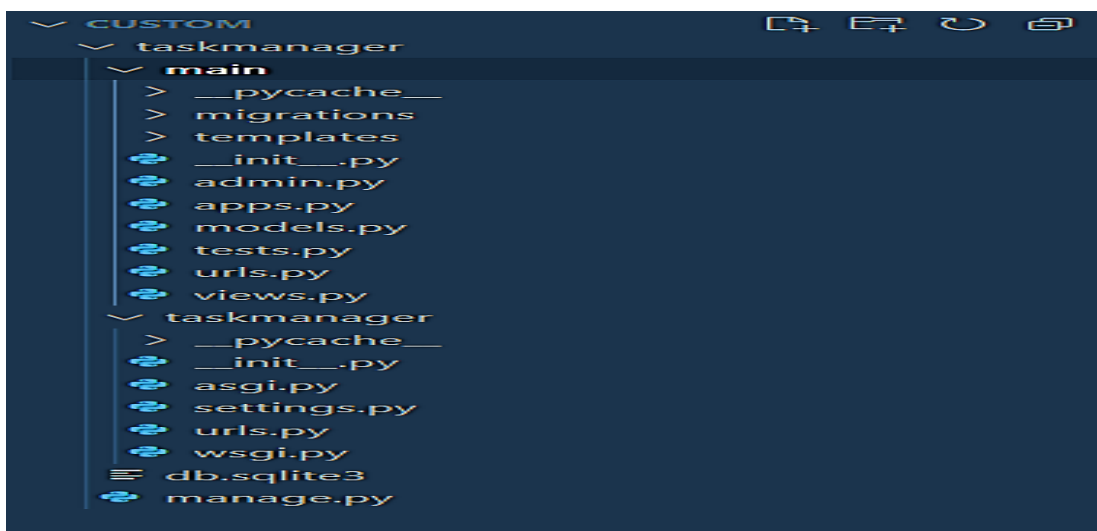 CUSTOM
taskmanager
main
__pycache__
migrations
templates
__init__.py
admin.py
apps.py
models.py
tests.py
urls.py
views.py
taskmanager
__pycache__
__init__.py
asgi.py
settings.py
urls.py
wsgi.py
db.sqlite3
manage.py